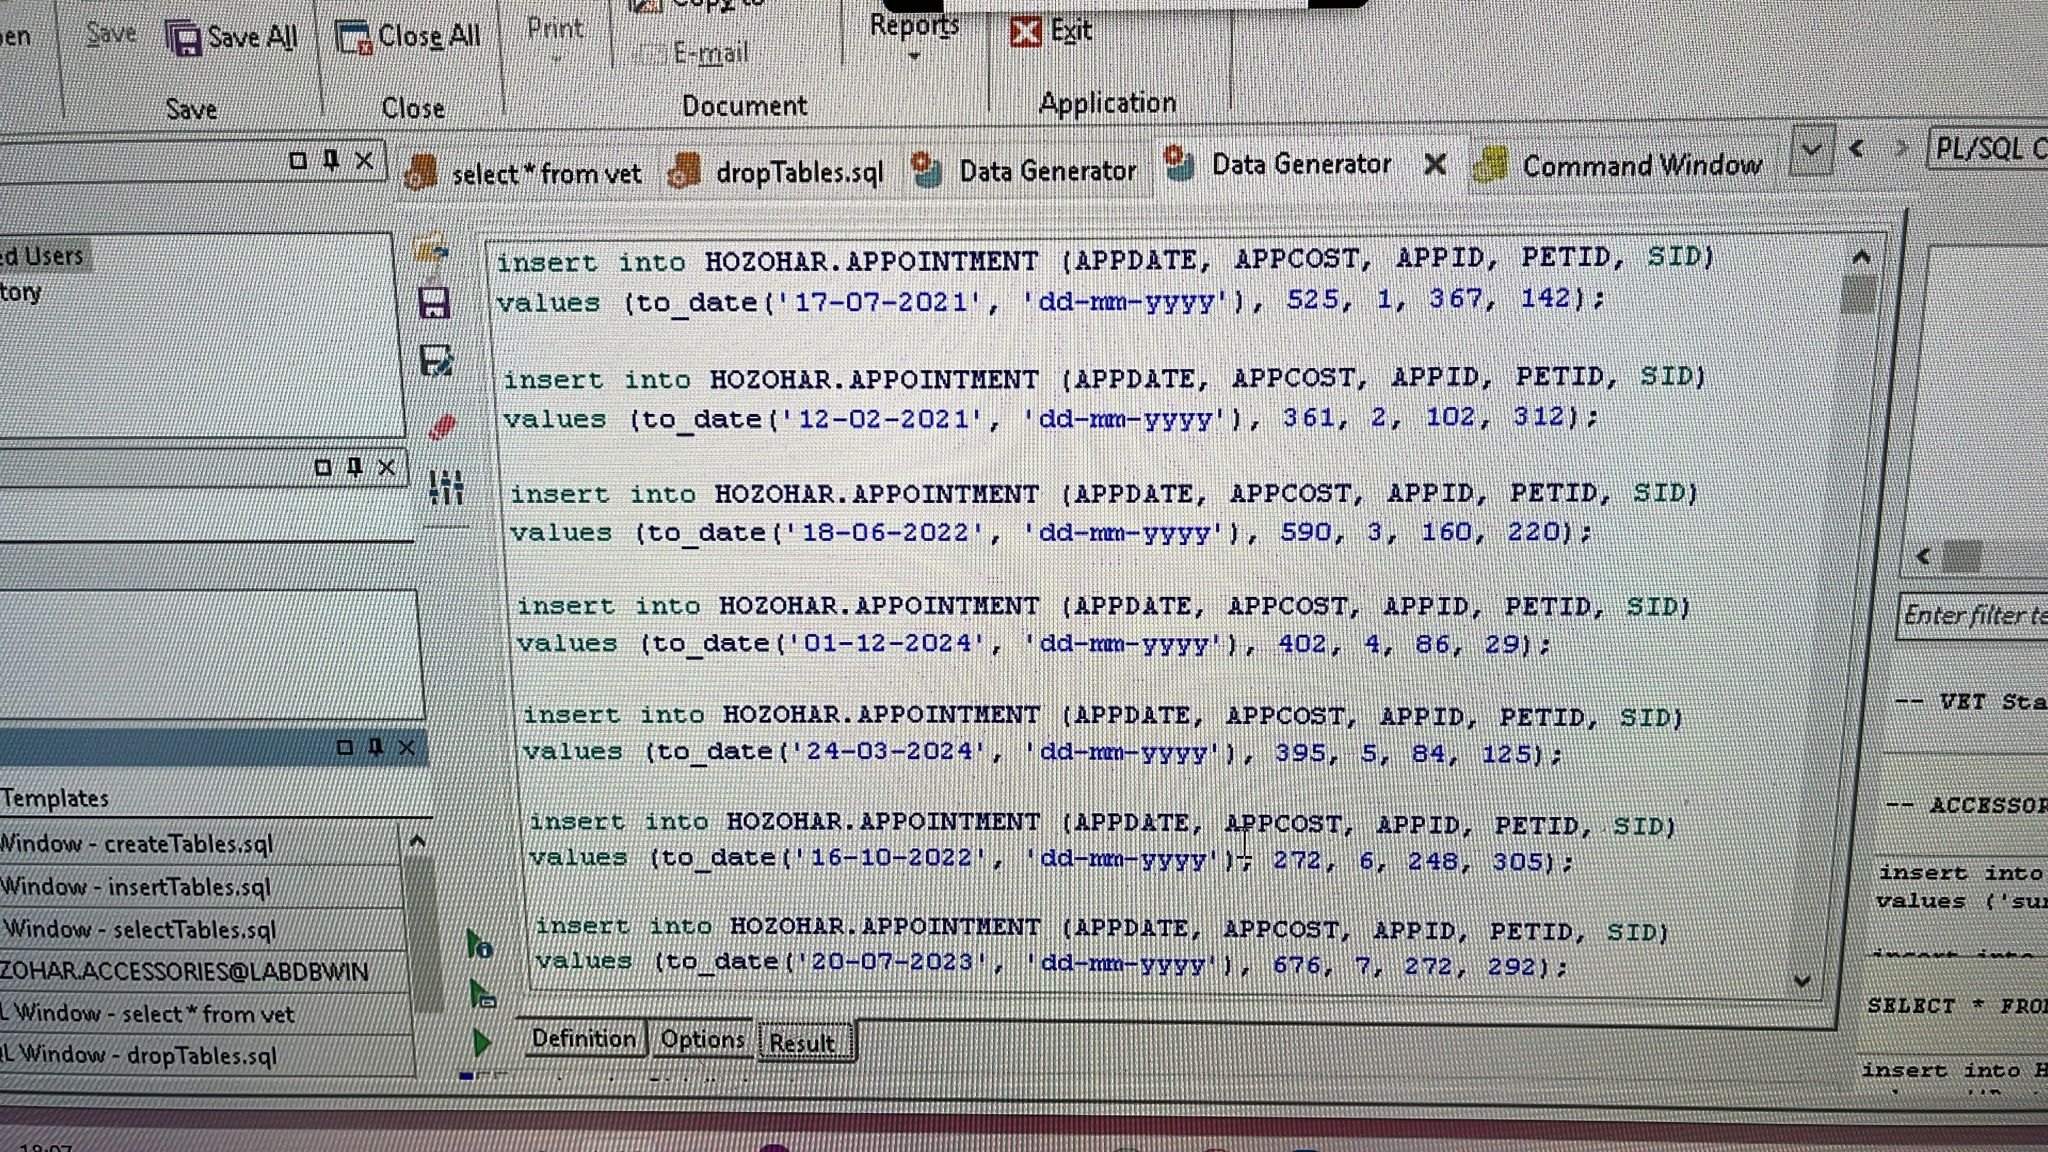 Save
Save All
Close All
Print
E-mail
Reports
Exit
Save
Close
Document
Application
select * from vet
dropTables.sql
Data Generator
Data Generator
Command Window
PL/SQL
Users
insert into HOZOHAR.APPOINTMENT (APPDATE, APPCOST, APPID, PETID, SID)
values (to_date('17-07-2021', 'dd-mm-yyyy'), 525, 1, 367, 142);
insert into HOZOHAR.APPOINTMENT (APPDATE, APPCOST, APPID, PETID, SID)
values (to_date('12-02-2021', 'dd-mm-yyyy'), 361, 2, 102, 312);
insert into HOZOHAR.APPOINTMENT (APPDATE, APPCOST, APPID, PETID, SID)
values (to_date('18-06-2022', 'dd-mm-yyyy'), 590, 3, 160, 220);
insert into HOZOHAR.APPOINTMENT (APPDATE, APPCOST, APPID, PETID, SID)
values (to_date('01-12-2024', 'dd-mm-yyyy'), 402, 4, 86, 29);
insert into HOZOHAR.APPOINTMENT (APPDATE, APPCOST, APPID, PETID, SID)
values (to_date('24-03-2024', 'dd-mm-yyyy'), 395, 5, 84, 125);
insert into HOZOHAR.APPOINTMENT (APPDATE, APPCOST, APPID, PETID, SID)
values (to_date('16-10-2022', 'dd-mm-yyyy'), 272, 6, 248, 305);
insert into HOZOHAR.APPOINTMENT (APPDATE, APPCOST, APPID, PETID, SID)
values (to_date('20-07-2023', 'dd-mm-yyyy'), 676, 7, 272, 292);
Definition
Options
Result
Templates
Window - createTables.sql
Window - insertTables.sql
Window - selectTables.sql
ZOHAR.ACCESSORIES@LABDBWIN
L Window - select * from vet
L Window - dropTables.sql
Enter filter te
-- VET Sta
-- ACCESSOR
insert into
values ('su
SELECT * FRO
insert into H